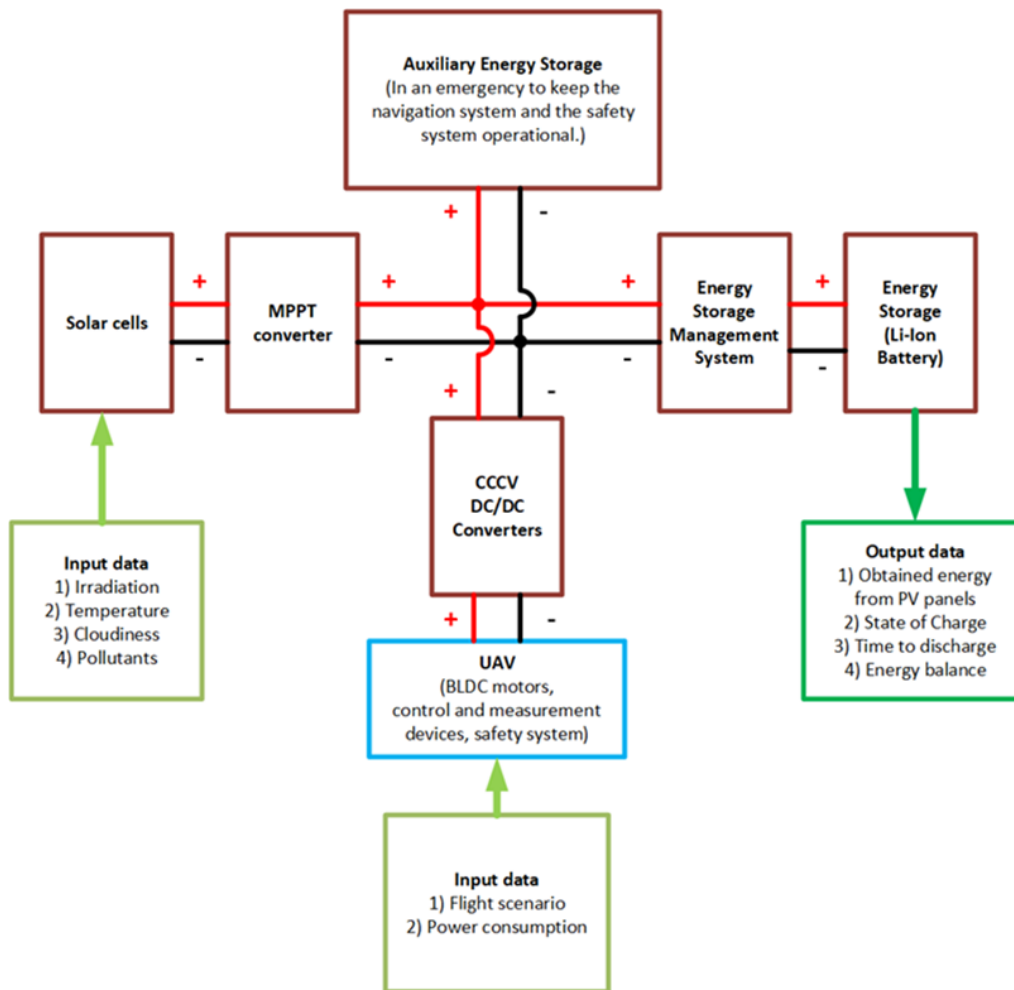 Auxiliary Energy Storage
(In an emergency to keep the
navigation system and the safety
system operational.)
+
-
Solar cells
+
-
MPPT
converter
+
-
+
-
Energy
Storage
Management
System
+
-
Energy
Storage
(Li-Ion
Battery)
+
-
CCCV
DC/DC
Converters
+
-
Input data
1) Irradiation
2) Temperature
3) Cloudiness
4) Pollutants
Output data
1) Obtained energy
from PV panels
2) State of Charge
3) Time to discharge
4) Energy balance
UAV
(BLDC motors,
control and measurement
devices, safety system)
Input data
1) Flight scenario
2) Power consumption